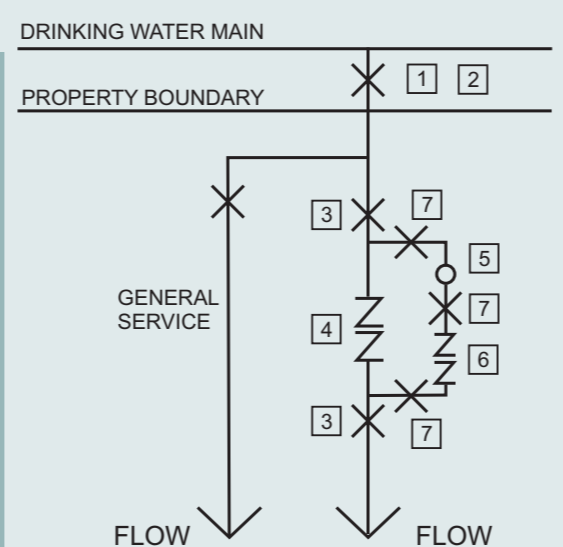 DRINKING WATER MAIN
1 2
PROPERTY BOUNDARY
3
7
5
GENERAL
SERVICE
4
7
6
3
7
FLOW
FLOW